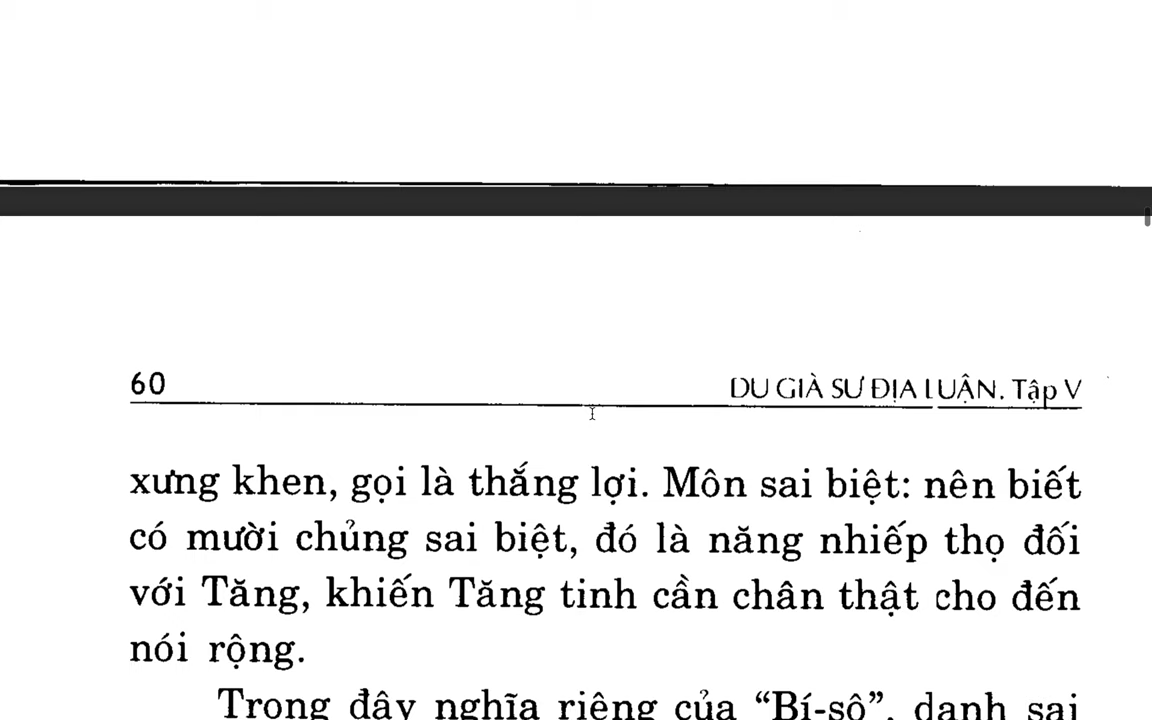 60 DU GIÀ SƯ ĐỊA LUẬN. Tập V
xưng khen, gọi là thắng lợi. Môn sai biệt: nên biết
có mười chủng sai biệt, đó là năng nhiếp thọ đối
với Tăng, khiến Tăng tinh cần chân thật cho đến
nói rộng.
Trong đây nghĩa riêng của “Bí-sô”, danh sai